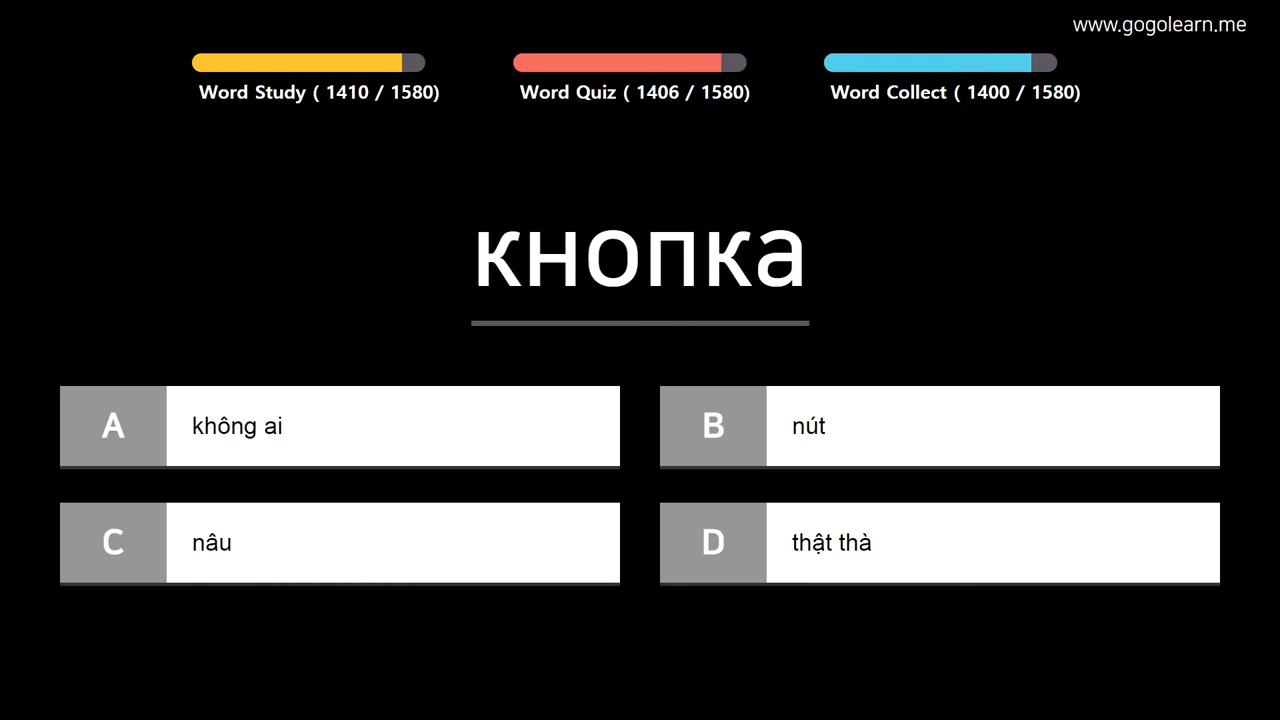 www.gogolearn.me
Word Study ( 1410 / 1580)
Word Quiz ( 1406 / 1580)
Word Collect ( 1400 / 1580)
кнопка
A không ai
B nút
C nâu
D thật thà